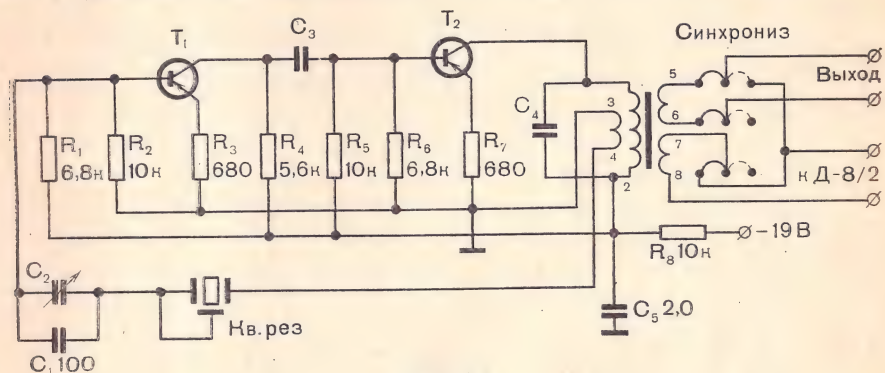 T₁
C₃
T₂
Синхрониз
Выход
5
6
7
8
к Д-8/2
C₄
3
4
2
R₁
6,8к
R₂
10к
R₃
680
R₄
5,6к
R₅
10к
R₆
6,8к
R₇
680
−19В
R₈ 10к
C₂
C₁ 100
Кв. рез
C₅ 2,0